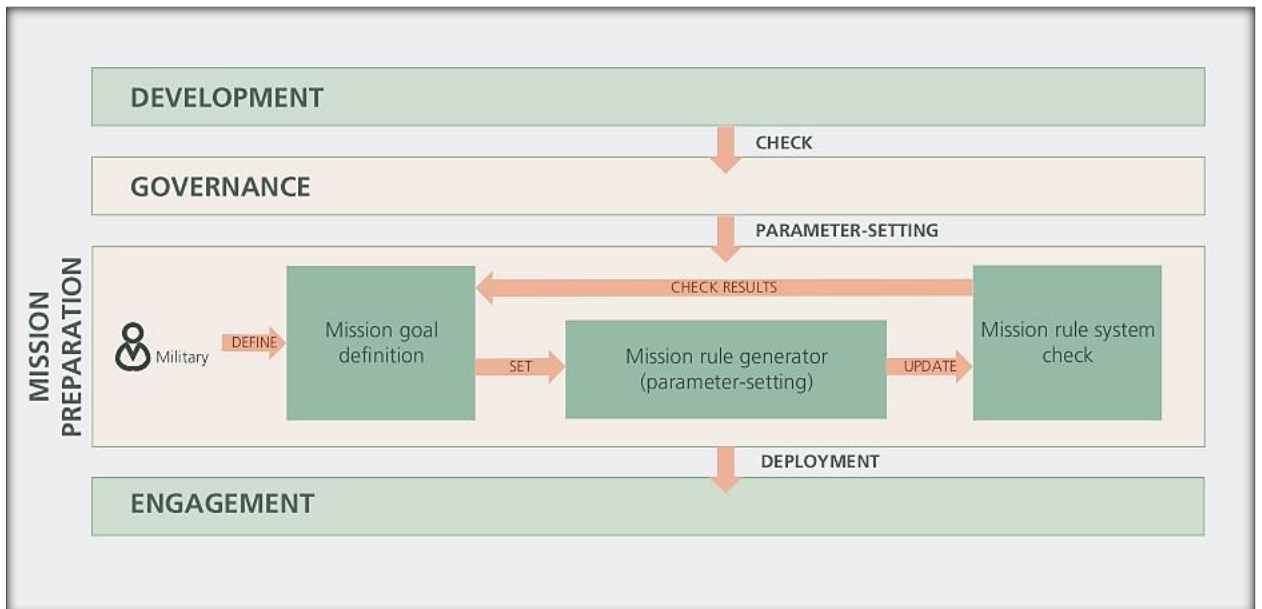 DEVELOPMENT
CHECK
GOVERNANCE
PARAMETER-SETTING
MISSION
PREPARATION
Military
DEFINE
Mission goal
definition
SET
CHECK RESULTS
Mission rule generator
(parameter-setting)
UPDATE
Mission rule system
check
DEPLOYMENT
ENGAGEMENT